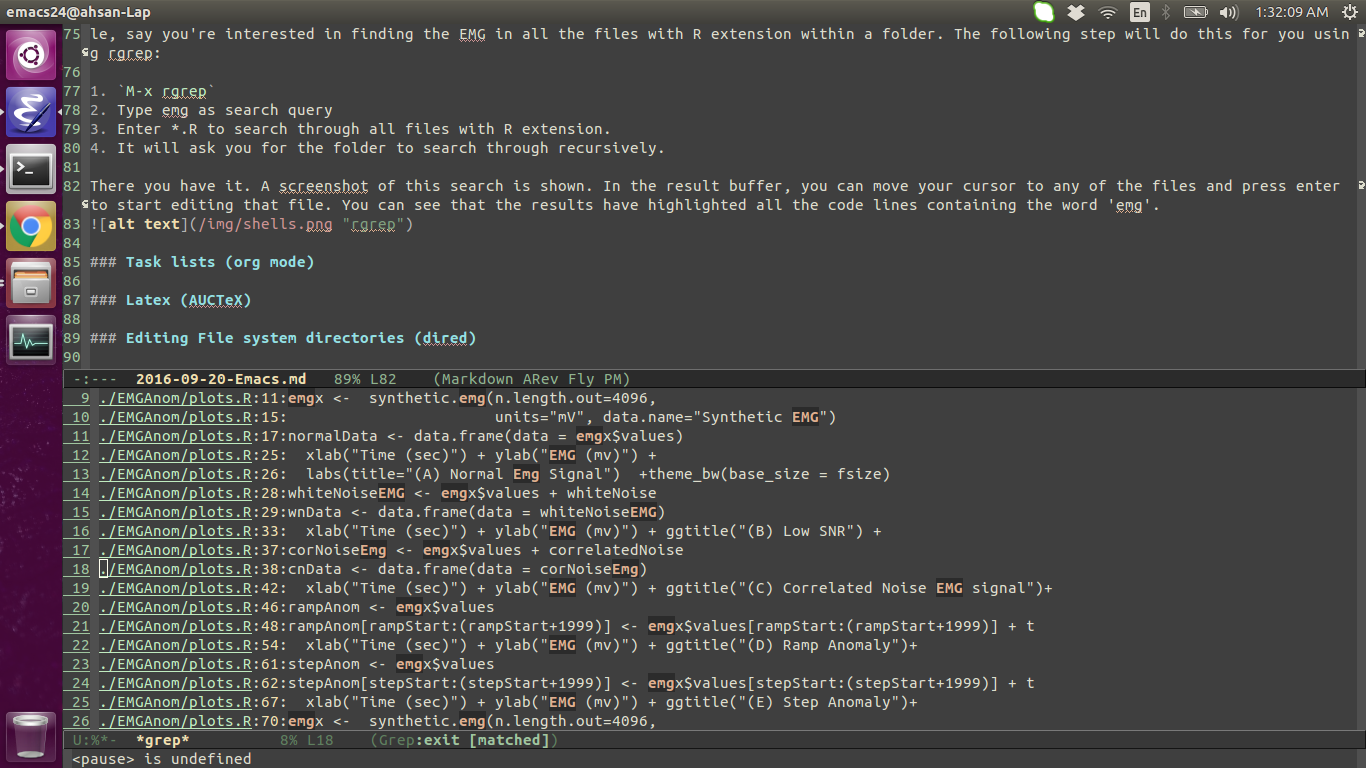 emacs24@ahsan-Lap
En
1:32:09 AM
75 le, say you're interested in finding the EMG in all the files with R extension within a folder. The following step will do this for you usin
g rgrep:
76
77 1. `M-x rgrep`
78 2. Type emg as search query
79 3. Enter *.R to search through all files with R extension.
80 4. It will ask you for the folder to search through recursively.
81
82 There you have it. A screenshot of this search is shown. In the result buffer, you can move your cursor to any of the files and press enter
to start editing that file. You can see that the results have highlighted all the code lines containing the word 'emg'.
83 ![alt text](/img/shells.png "rgrep")
84
85 ### Task lists (org mode)
86
87 ### Latex (AUCTeX)
88
89 ### Editing File system directories (dired)
90
-:--- 2016-09-20-Emacs.md 89% L82 (Markdown ARev Fly PM)
9 ./EMGAnom/plots.R:11:emgx <-  synthetic.emg(n.length.out=4096,
10 ./EMGAnom/plots.R:15:                       units="mV", data.name="Synthetic EMG")
11 ./EMGAnom/plots.R:17:normalData <- data.frame(data = emgx$values)
12 ./EMGAnom/plots.R:25:  xlab("Time (sec)") + ylab("EMG (mv)") +
13 ./EMGAnom/plots.R:26:  labs(title="(A) Normal Emg Signal")  +theme_bw(base_size = fsize)
14 ./EMGAnom/plots.R:28:whiteNoiseEMG <- emgx$values + whiteNoise
15 ./EMGAnom/plots.R:29:wnData <- data.frame(data = whiteNoiseEMG)
16 ./EMGAnom/plots.R:33:  xlab("Time (sec)") + ylab("EMG (mv)") + ggtitle("(B) Low SNR") +
17 ./EMGAnom/plots.R:37:corNoiseEmg <- emgx$values + correlatedNoise
18 ./EMGAnom/plots.R:38:cnData <- data.frame(data = corNoiseEmg)
19 ./EMGAnom/plots.R:42:  xlab("Time (sec)") + ylab("EMG (mv)") + ggtitle("(C) Correlated Noise EMG signal")+
20 ./EMGAnom/plots.R:46:rampAnom <- emgx$values
21 ./EMGAnom/plots.R:48:rampAnom[rampStart:(rampStart+1999)] <- emgx$values[rampStart:(rampStart+1999)] + t
22 ./EMGAnom/plots.R:54:  xlab("Time (sec)") + ylab("EMG (mv)") + ggtitle("(D) Ramp Anomaly")+
23 ./EMGAnom/plots.R:61:stepAnom <- emgx$values
24 ./EMGAnom/plots.R:62:stepAnom[stepStart:(stepStart+1999)] <- emgx$values[stepStart:(stepStart+1999)] + t
25 ./EMGAnom/plots.R:67:  xlab("Time (sec)") + ylab("EMG (mv)") + ggtitle("(E) Step Anomaly")+
26 ./EMGAnom/plots.R:70:emgx <-  synthetic.emg(n.length.out=4096,
U:%*- *grep* 8% L18 (Grep:exit [matched])
<pause> is undefined